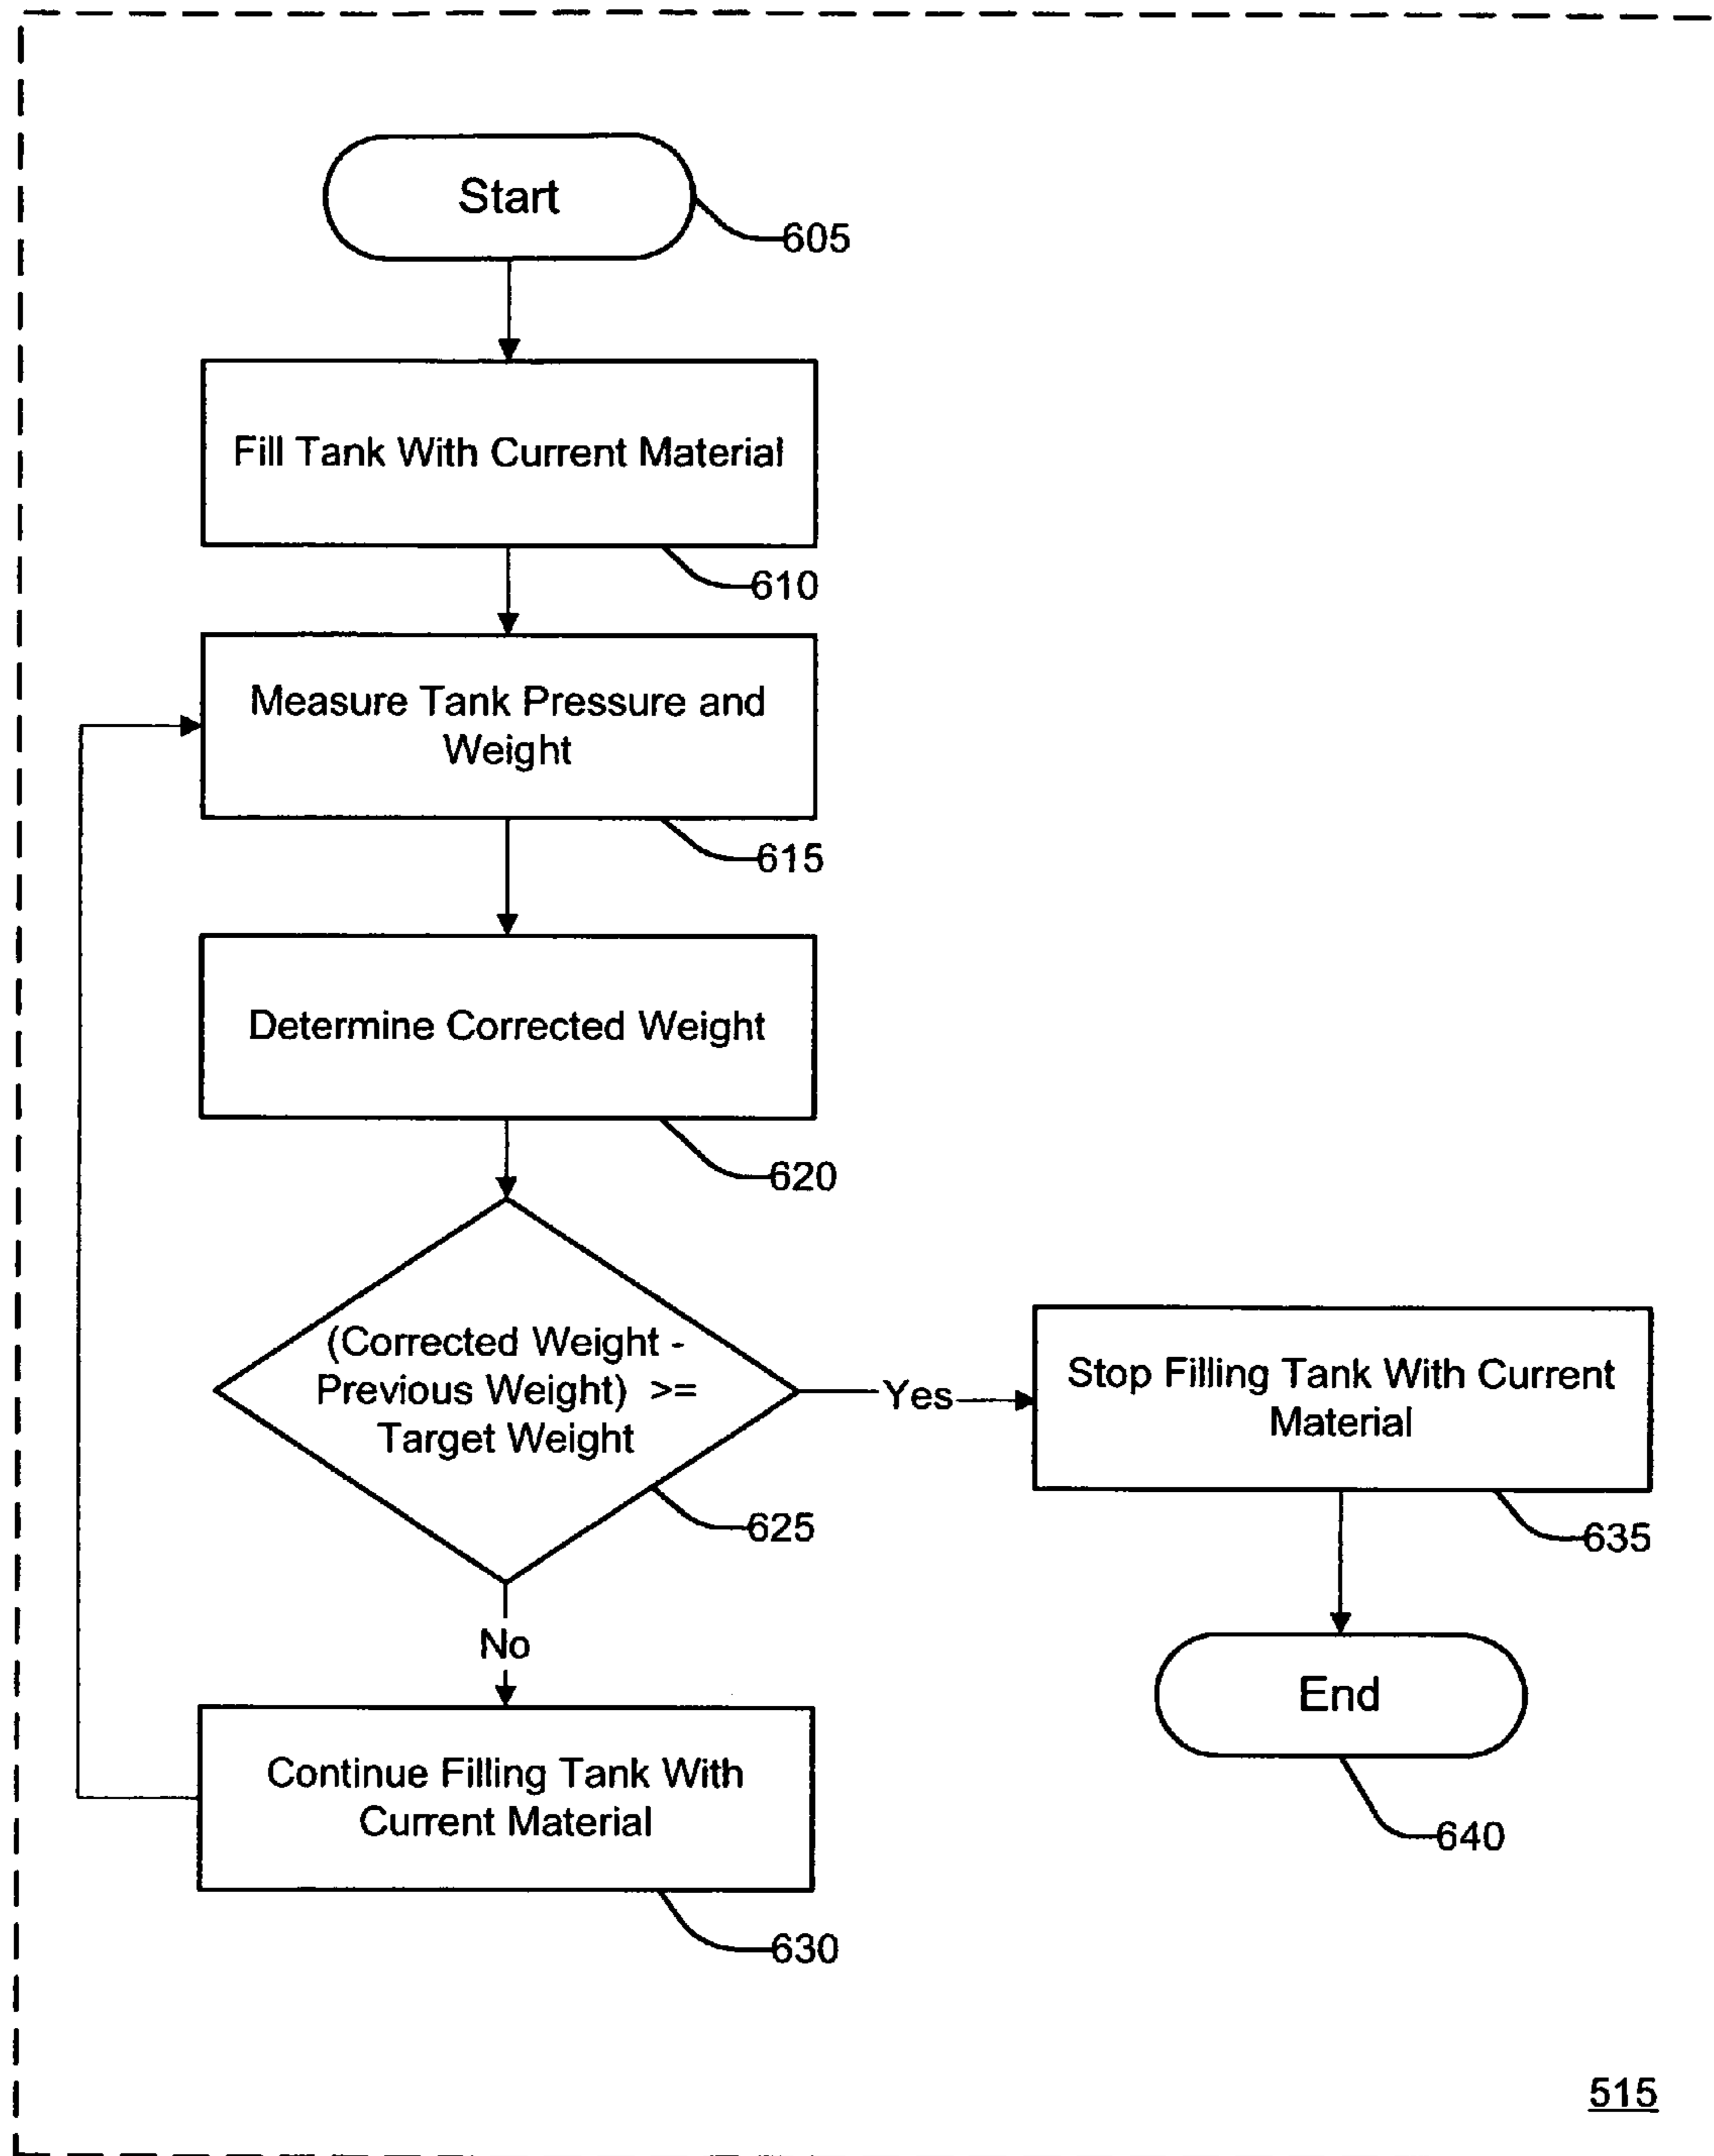 Start
605
Fill Tank With Current Material
610
Measure Tank Pressure and
Weight
615
Determine Corrected Weight
620
(Corrected Weight -
Previous Weight) >=
Target Weight
625
Yes
Stop Filling Tank With Current
Material
635
No
End
640
Continue Filling Tank With
Current Material
630
515